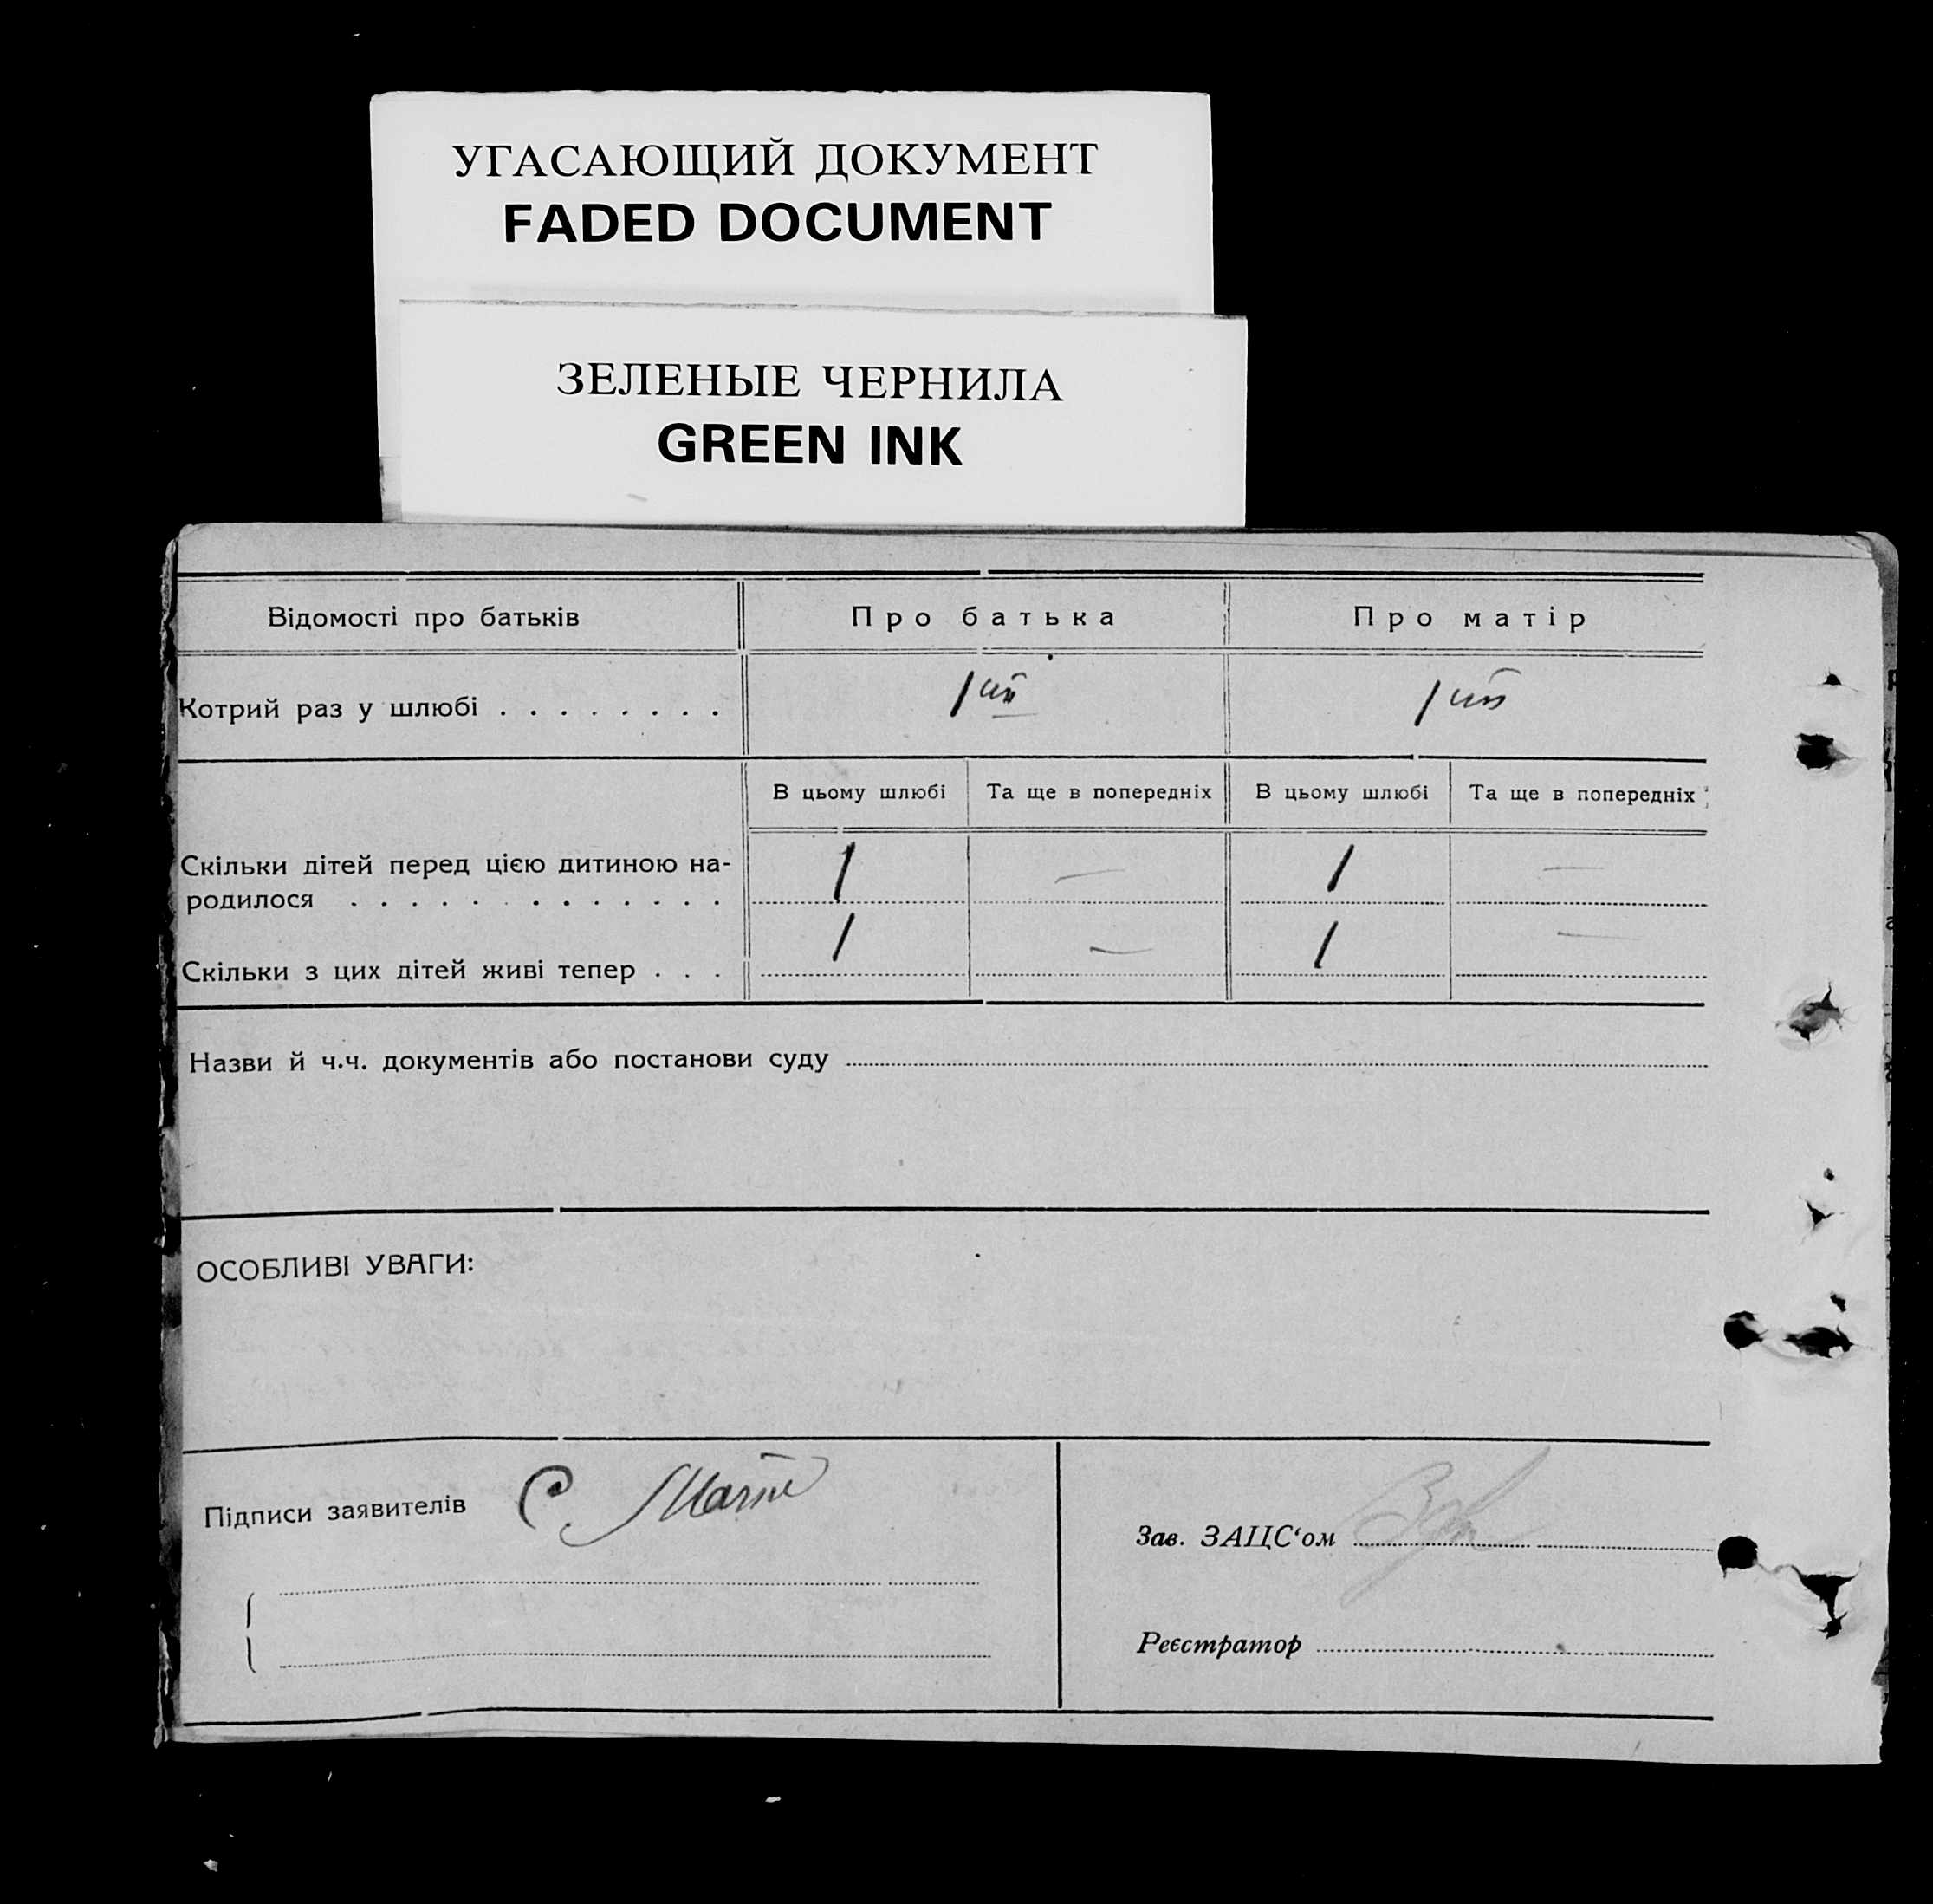 УГАСАЮЩИЙ ДОКУМЕНТ
FADED DOCUMENT
ЗЕЛЕНЫЕ ЧЕРНИЛА
GREEN INK
Відомості про батьків Про батька Про матір
Котрий раз у шлюбі . . . . . . . . 1ий 1ий
В цьому шлюбі Та ще в попередніх В цьому шлюбі Та ще в попередніх
Скільки дітей перед цією дитиною на-
родилося . . . . . . . . . . . . . 1 — 1 —
Скільки з цих дітей живі тепер . . . 1 — 1 —
Назви й ч.ч. документів або постанови суду
ОСОБЛИВІ УВАГИ:
Підписи заявителів С
Зав. ЗАЦС‘ом
Реєстратор